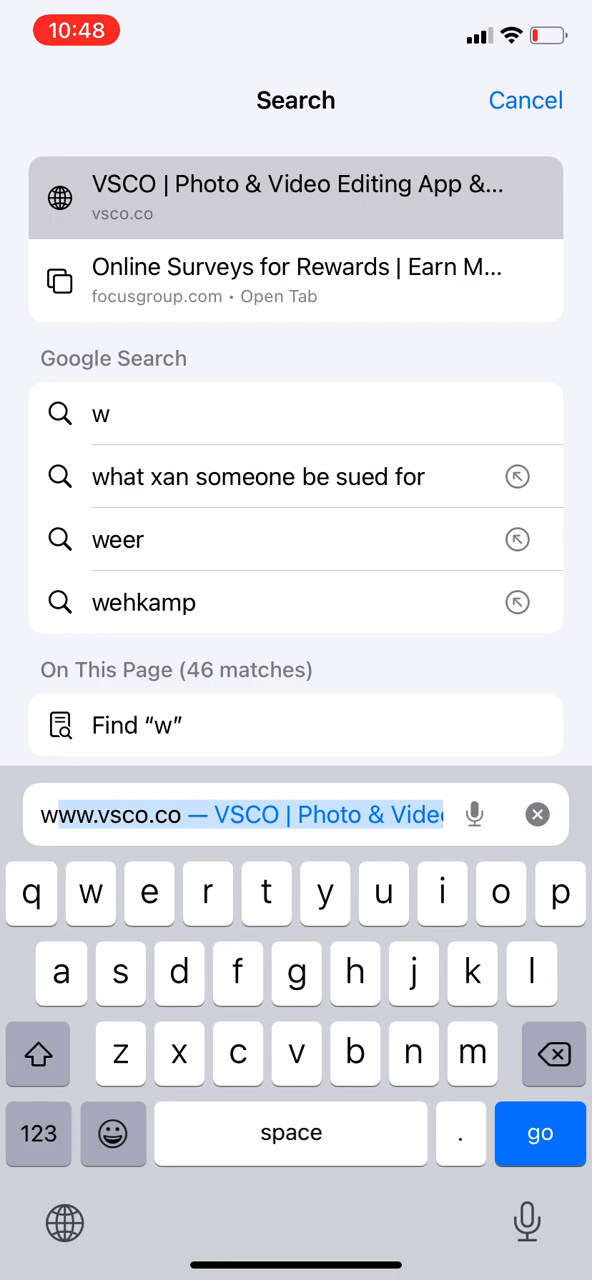 10:48
Search
Cancel
VSCO | Photo & Video Editing App &...
vsco.co
Online Surveys for Rewards | Earn M...
focusgroup.com • Open Tab
Google Search
w
what xan someone be sued for
weer
wehkamp
On This Page (46 matches)
Find “w”
www.vsco.co — VSCO | Photo & Vide
q w e r t y u i o p
a s d f g h j k l
z x c v b n m
123 space . go